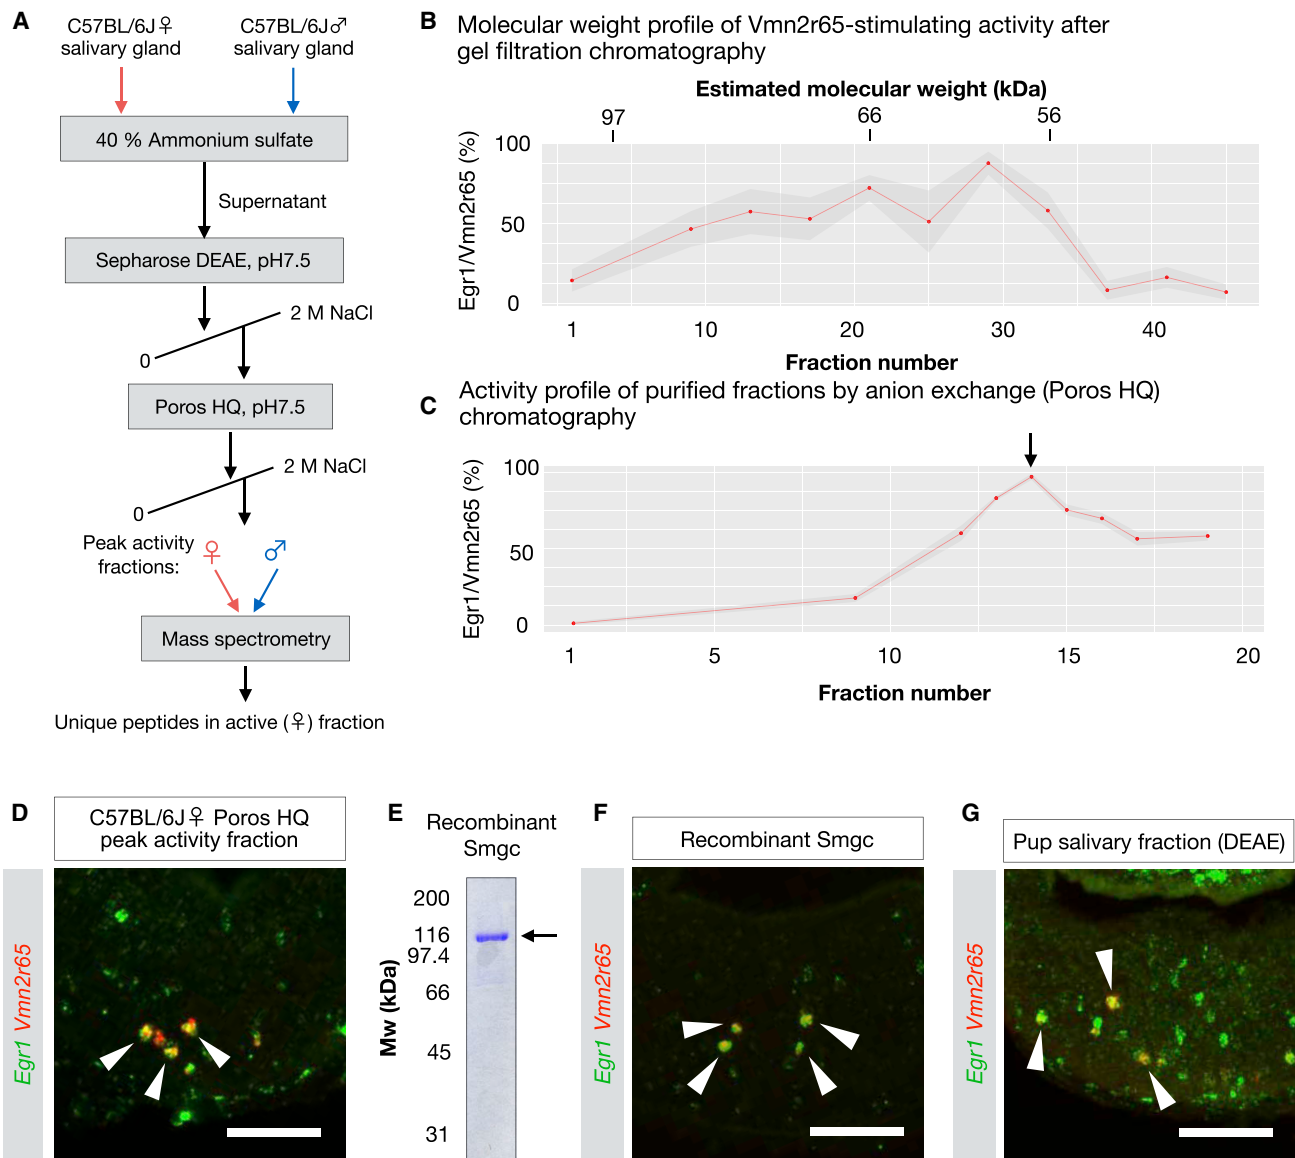 A
C57BL/6J♀
salivary gland
C57BL/6J♂
salivary gland
40 % Ammonium sulfate
Supernatant
Sepharose DEAE, pH7.5
2 M NaCl
0
Poros HQ, pH7.5
2 M NaCl
0
Peak activity
fractions:
♀ ♂
Mass spectrometry
Unique peptides in active (♀) fraction
B
Molecular weight profile of Vmn2r65-stimulating activity after
gel filtration chromatography
Estimated molecular weight (kDa)
97 66 56
Egr1/Vmn2r65 (%)
100
50
0
1 10 20 30 40
Fraction number
C
Activity profile of purified fractions by anion exchange (Poros HQ)
chromatography
Egr1/Vmn2r65 (%)
100
50
0
1 5 10 15 20
Fraction number
D
C57BL/6J♀ Poros HQ
peak activity fraction
Egr1 Vmn2r65
E
Recombinant
Smgc
Mw (kDa)
200
116
97.4
66
45
31
F
Recombinant Smgc
Egr1 Vmn2r65
G
Pup salivary fraction (DEAE)
Egr1 Vmn2r65